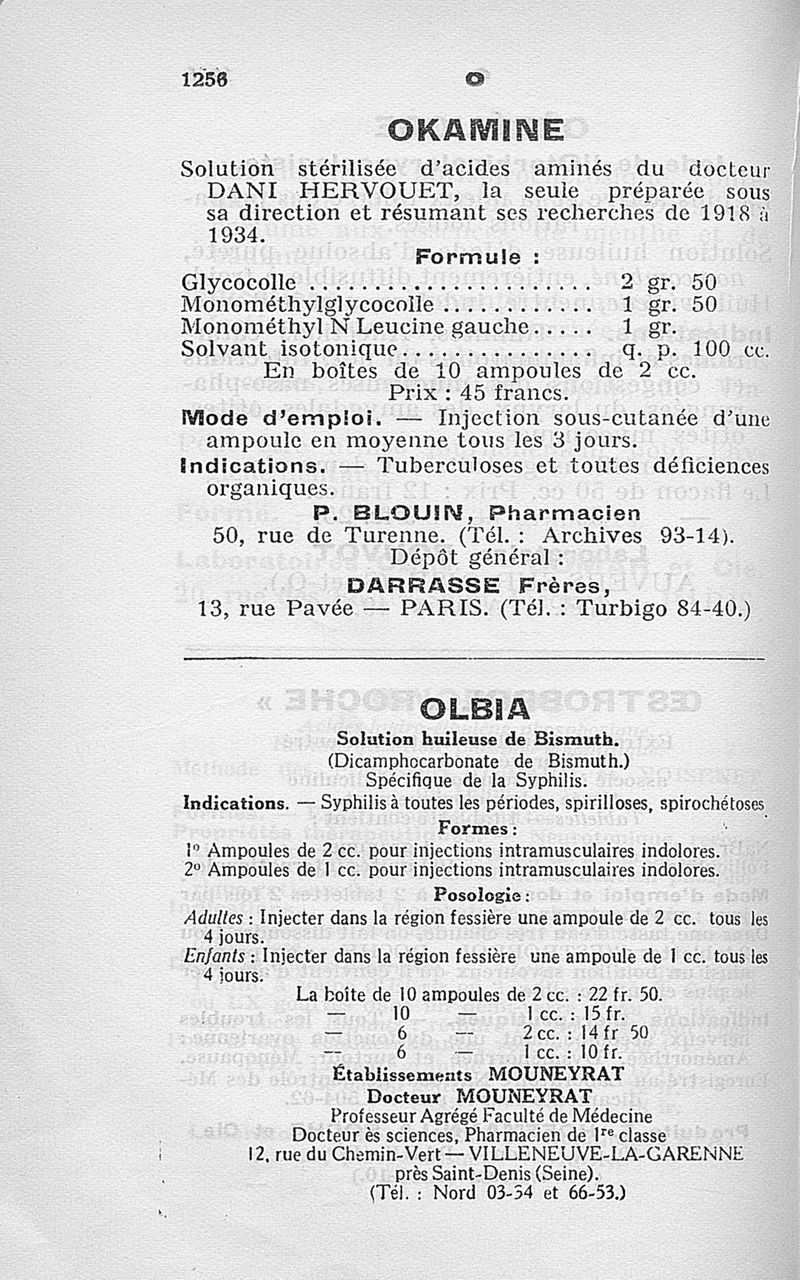 1256
O
OKAMINE
Solution stérilisée d'acides aminés du docteur
DANI HERVOUET, la seule préparée sous
sa direction et résumant ses recherches de 1918 à
1934.
Formule :
Glycocolle . . . . . . . . . . . . . . . . . . . . . . 2 gr. 50
Monométhylglycocolle . . . . . . . . . . . . 1 gr. 50
Monométhyl N Leucine gauche . . . . . 1 gr.
Solvant isotonique . . . . . . . . . . . . . . . q. p. 100 cc.
En boîtes de 10 ampoules de 2 cc.
Prix : 45 francs.
Mode d'emploi. — Injection sous-cutanée d'une
ampoule en moyenne tous les 3 jours.
Indications. — Tuberculoses et toutes déficiences
organiques.
P. BLOUIN, Pharmacien
50, rue de Turenne. (Tél. : Archives 93-14).
Dépôt général :
DARRASSE Frères,
13, rue Pavée — PARIS. (Tél. : Turbigo 84-40.)
OLBIA
Solution huileuse de Bismuth.
(Dicamphocarbonate de Bismuth.)
Spécifique de la Syphilis.
Indications. — Syphilis à toutes les périodes, spirilloses, spirochétoses
Formes :
1º Ampoules de 2 cc. pour injections intramusculaires indolores.
2º Ampoules de 1 cc. pour injections intramusculaires indolores.
Posologie :
Adultes : Injecter dans la région fessière une ampoule de 2 cc. tous les
4 jours.
Enfants : Injecter dans la région fessière une ampoule de 1 cc. tous les
4 jours.
La boîte de 10 ampoules de 2 cc. : 22 fr. 50.
— 10 — 1 cc. : 15 fr.
— 6 — 2 cc. : 14 fr 50
— 6 — 1 cc. : 10 fr.
Établissements MOUNEYRAT
Docteur MOUNEYRAT
Professeur Agrégé Faculté de Médecine
Docteur ès sciences, Pharmacien de 1re classe
12, rue du Chemin-Vert — VILLENEUVE-LA-GARENNE
près Saint-Denis (Seine).
(Tél. : Nord 03-54 et 66-53.)